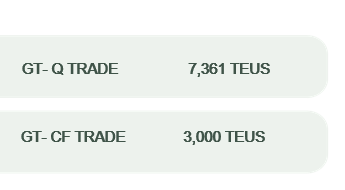 GT- Q TRADE 7,361 TEUS
GT- CF TRADE 3,000 TEUS